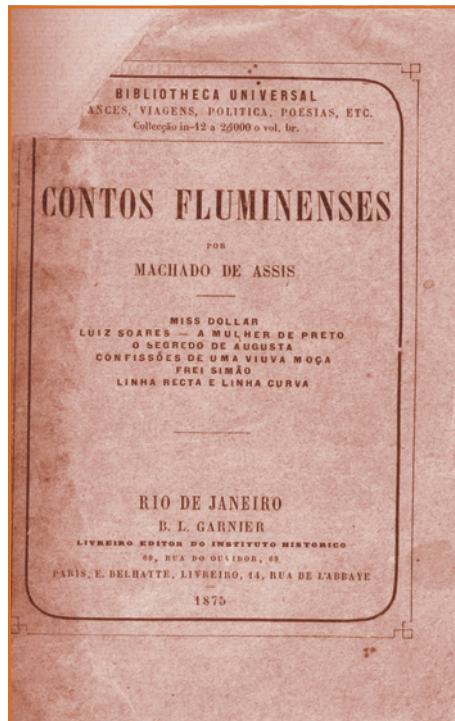 BIBLIOTHECA UNIVERSAL
ANCES, VIAGENS, POLITICA, POESIAS, ETC.
Collecção in-12 a 2$000 o vol. br.
CONTOS FLUMINENSES
POR
MACHADO DE ASSIS
MISS DOLLAR
LUIZ SOARES — A MULHER DE PRETO
O SEGREDO DE AUGUSTA
CONFISSÕES DE UMA VIUVA MOÇA
FREI SIMÃO
LINHA RECTA E LINHA CURVA
RIO DE JANEIRO
B. L. GARNIER
LIVREIRO EDITOR DO INSTITUTO HISTORICO
69, RUA DO OUVIDOR, 69
PARIS, E. BELHATTE, LIVREIRO, 14, RUA DE L'ABBAYE
1875